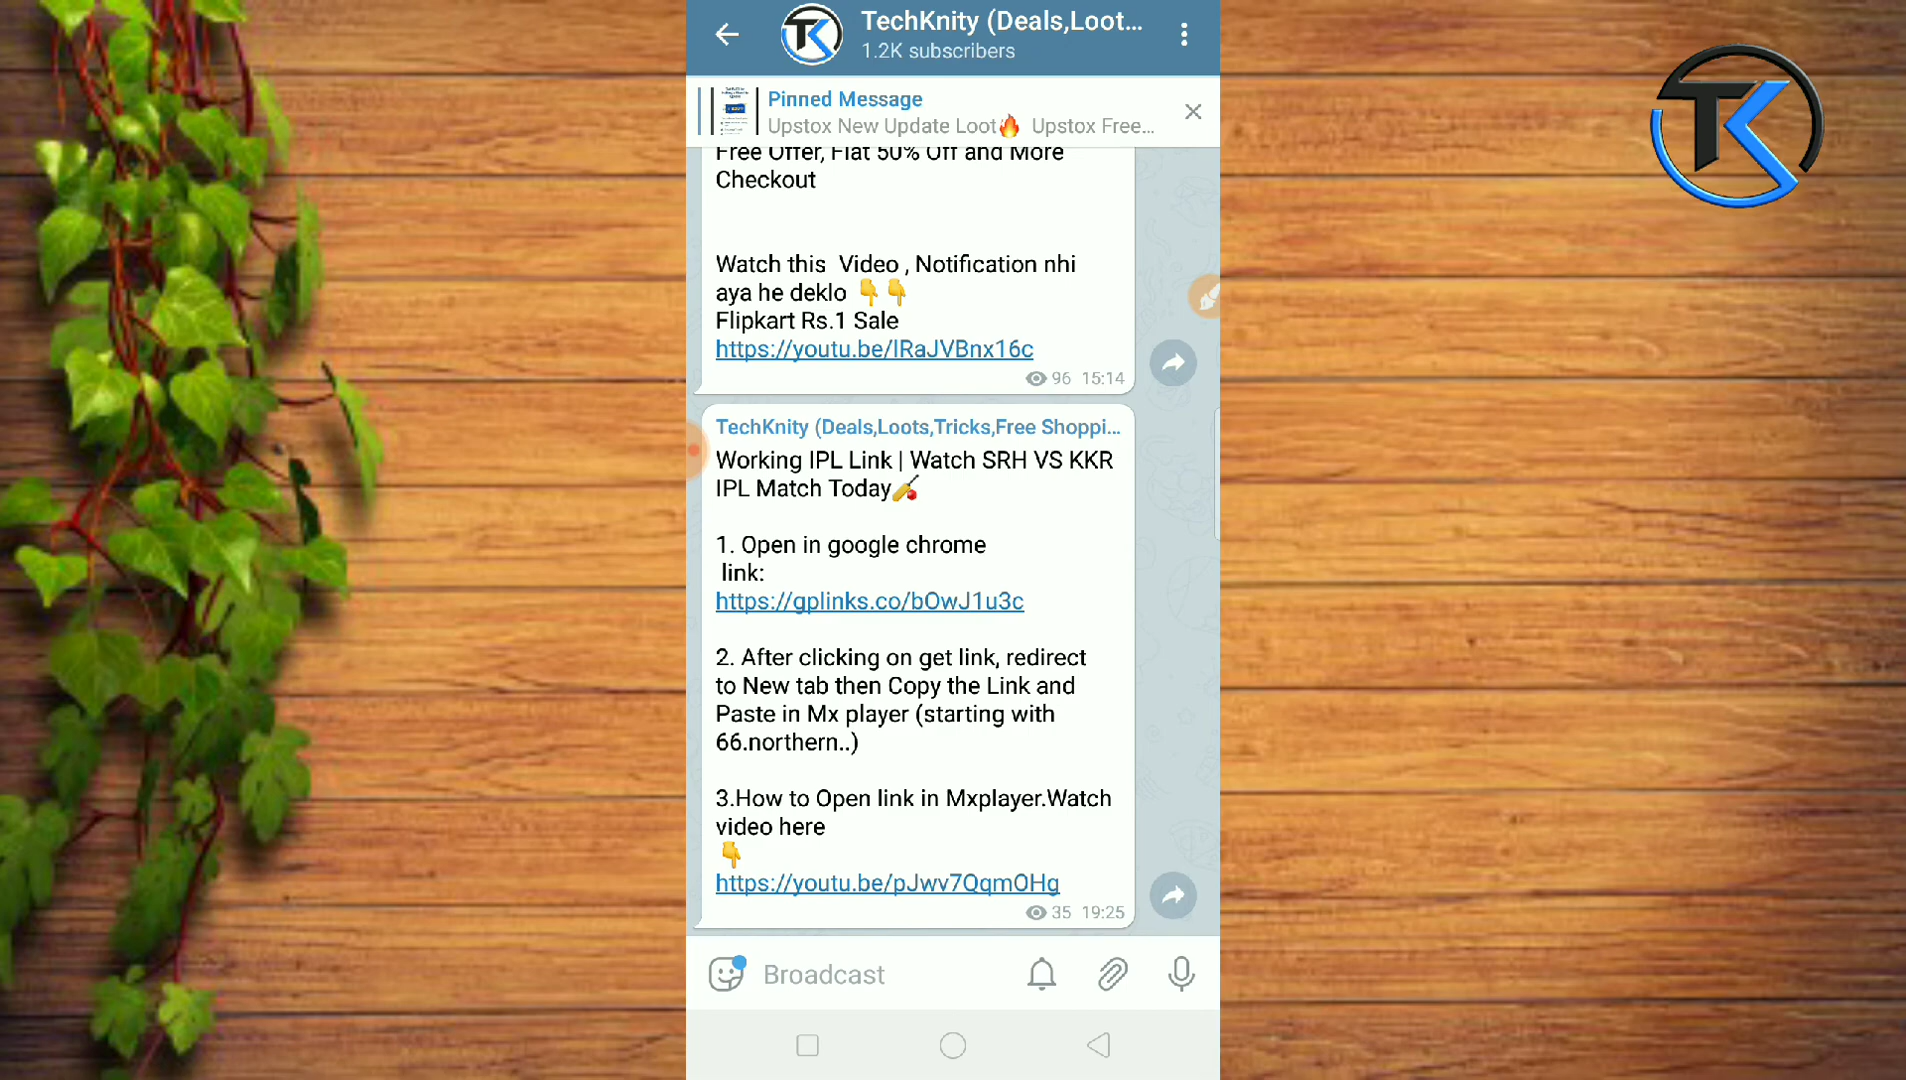 TechKnity (Deals,Loot...
1.2K subscribers
TK
Pinned Message
Upstox New Update Loot🔥 Upstox Free...
Free Offer, Flat 50% Off and More
Checkout
Watch this Video , Notification nhi
aya he deklo 👇👇
Flipkart Rs.1 Sale
https://youtu.be/lRaJVBnx16c
96 15:14
TechKnity (Deals,Loots,Tricks,Free Shoppi...
Working IPL Link | Watch SRH VS KKR
IPL Match Today🏏
1. Open in google chrome
link:
https://gplinks.co/bOwJ1u3c
2. After clicking on get link, redirect
to New tab then Copy the Link and
Paste in Mx player (starting with
66.northern..)
3.How to Open link in Mxplayer.Watch
video here
👇
https://youtu.be/pJwv7QqmOHg
35 19:25
Broadcast